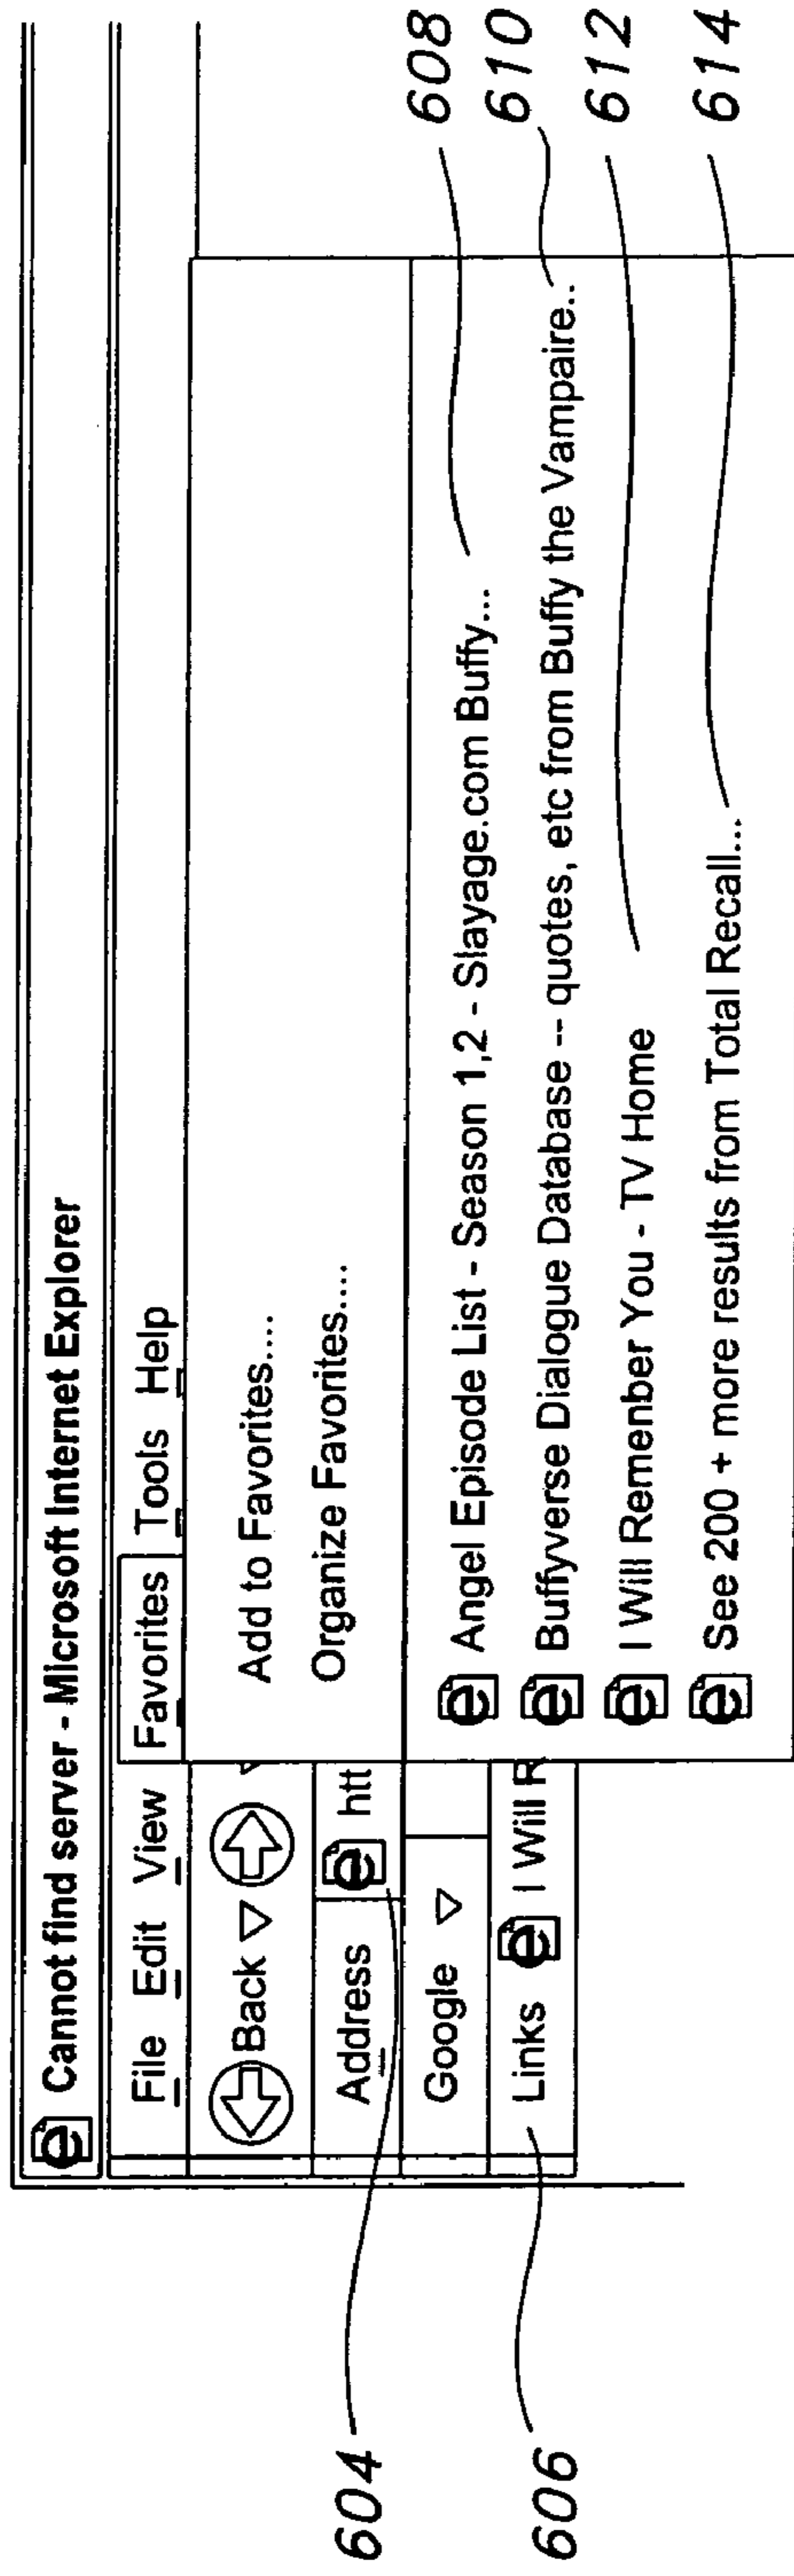 Cannot find server - Microsoft Internet Explorer
File Edit View Favorites Tools Help
Back
Add to Favorites....
Organize Favorites....
604
Address htt
Google
606
Links I Will R
Angel Episode List - Season 1,2 - Slayage.com Buffy...
608
Buffyverse Dialogue Database -- quotes, etc from Buffy the Vampaire..
610
I Will Remenber You - TV Home
612
See 200 + more results from Total Recall...
614